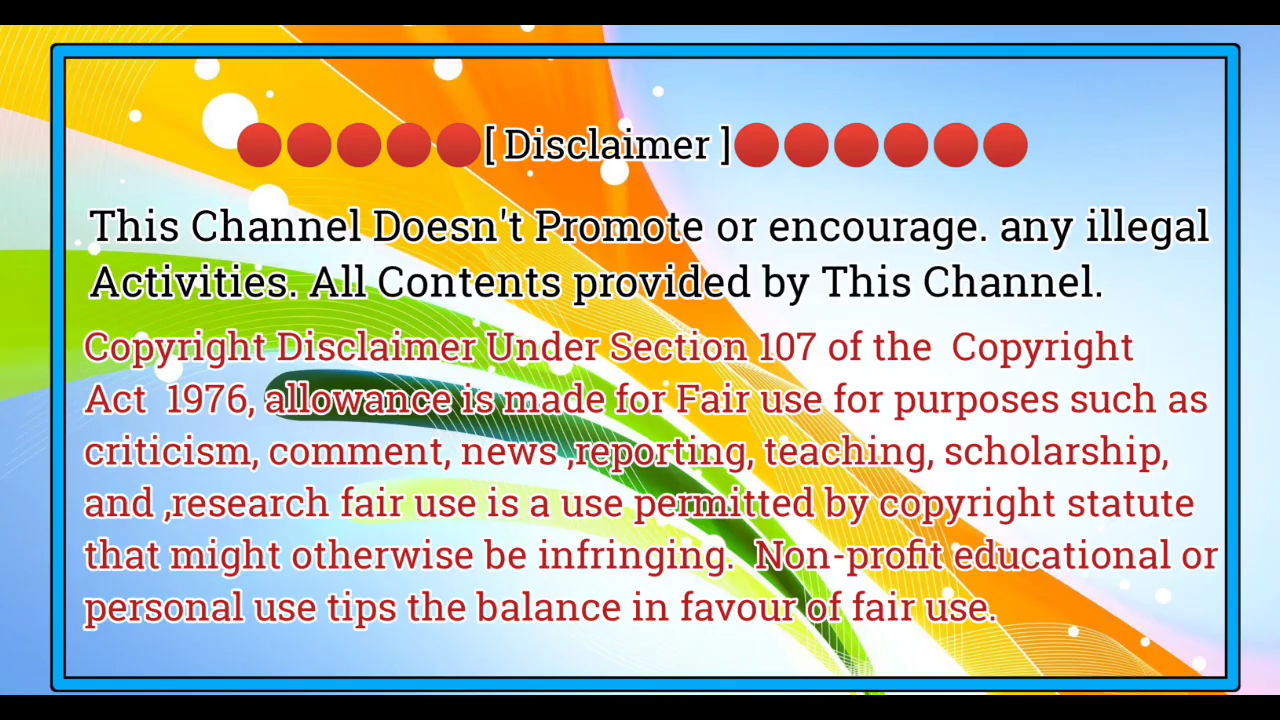 🔴🔴🔴🔴🔴[ Disclaimer ]🔴🔴🔴🔴🔴🔴
This Channel Doesn't Promote or encourage. any illegal
Activities. All Contents provided by This Channel.
Copyright Disclaimer Under Section 107 of the  Copyright
Act  1976, allowance is made for Fair use for purposes such as
criticism, comment, news ,reporting, teaching, scholarship,
and ,research fair use is a use permitted by copyright statute
that might otherwise be infringing.  Non-profit educational or
personal use tips the balance in favour of fair use.